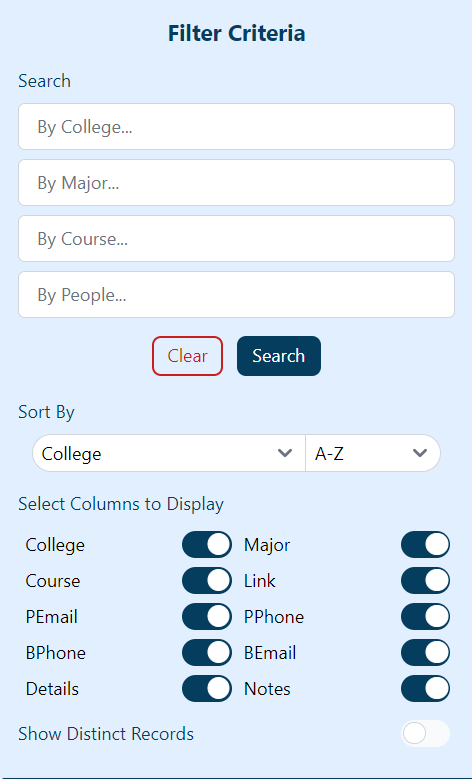 Filter Criteria
Search
By College...
By Major...
By Course...
By People...
Clear Search
Sort By
College A-Z
Select Columns to Display
College Major
Course Link
PEmail PPhone
BPhone BEmail
Details Notes
Show Distinct Records